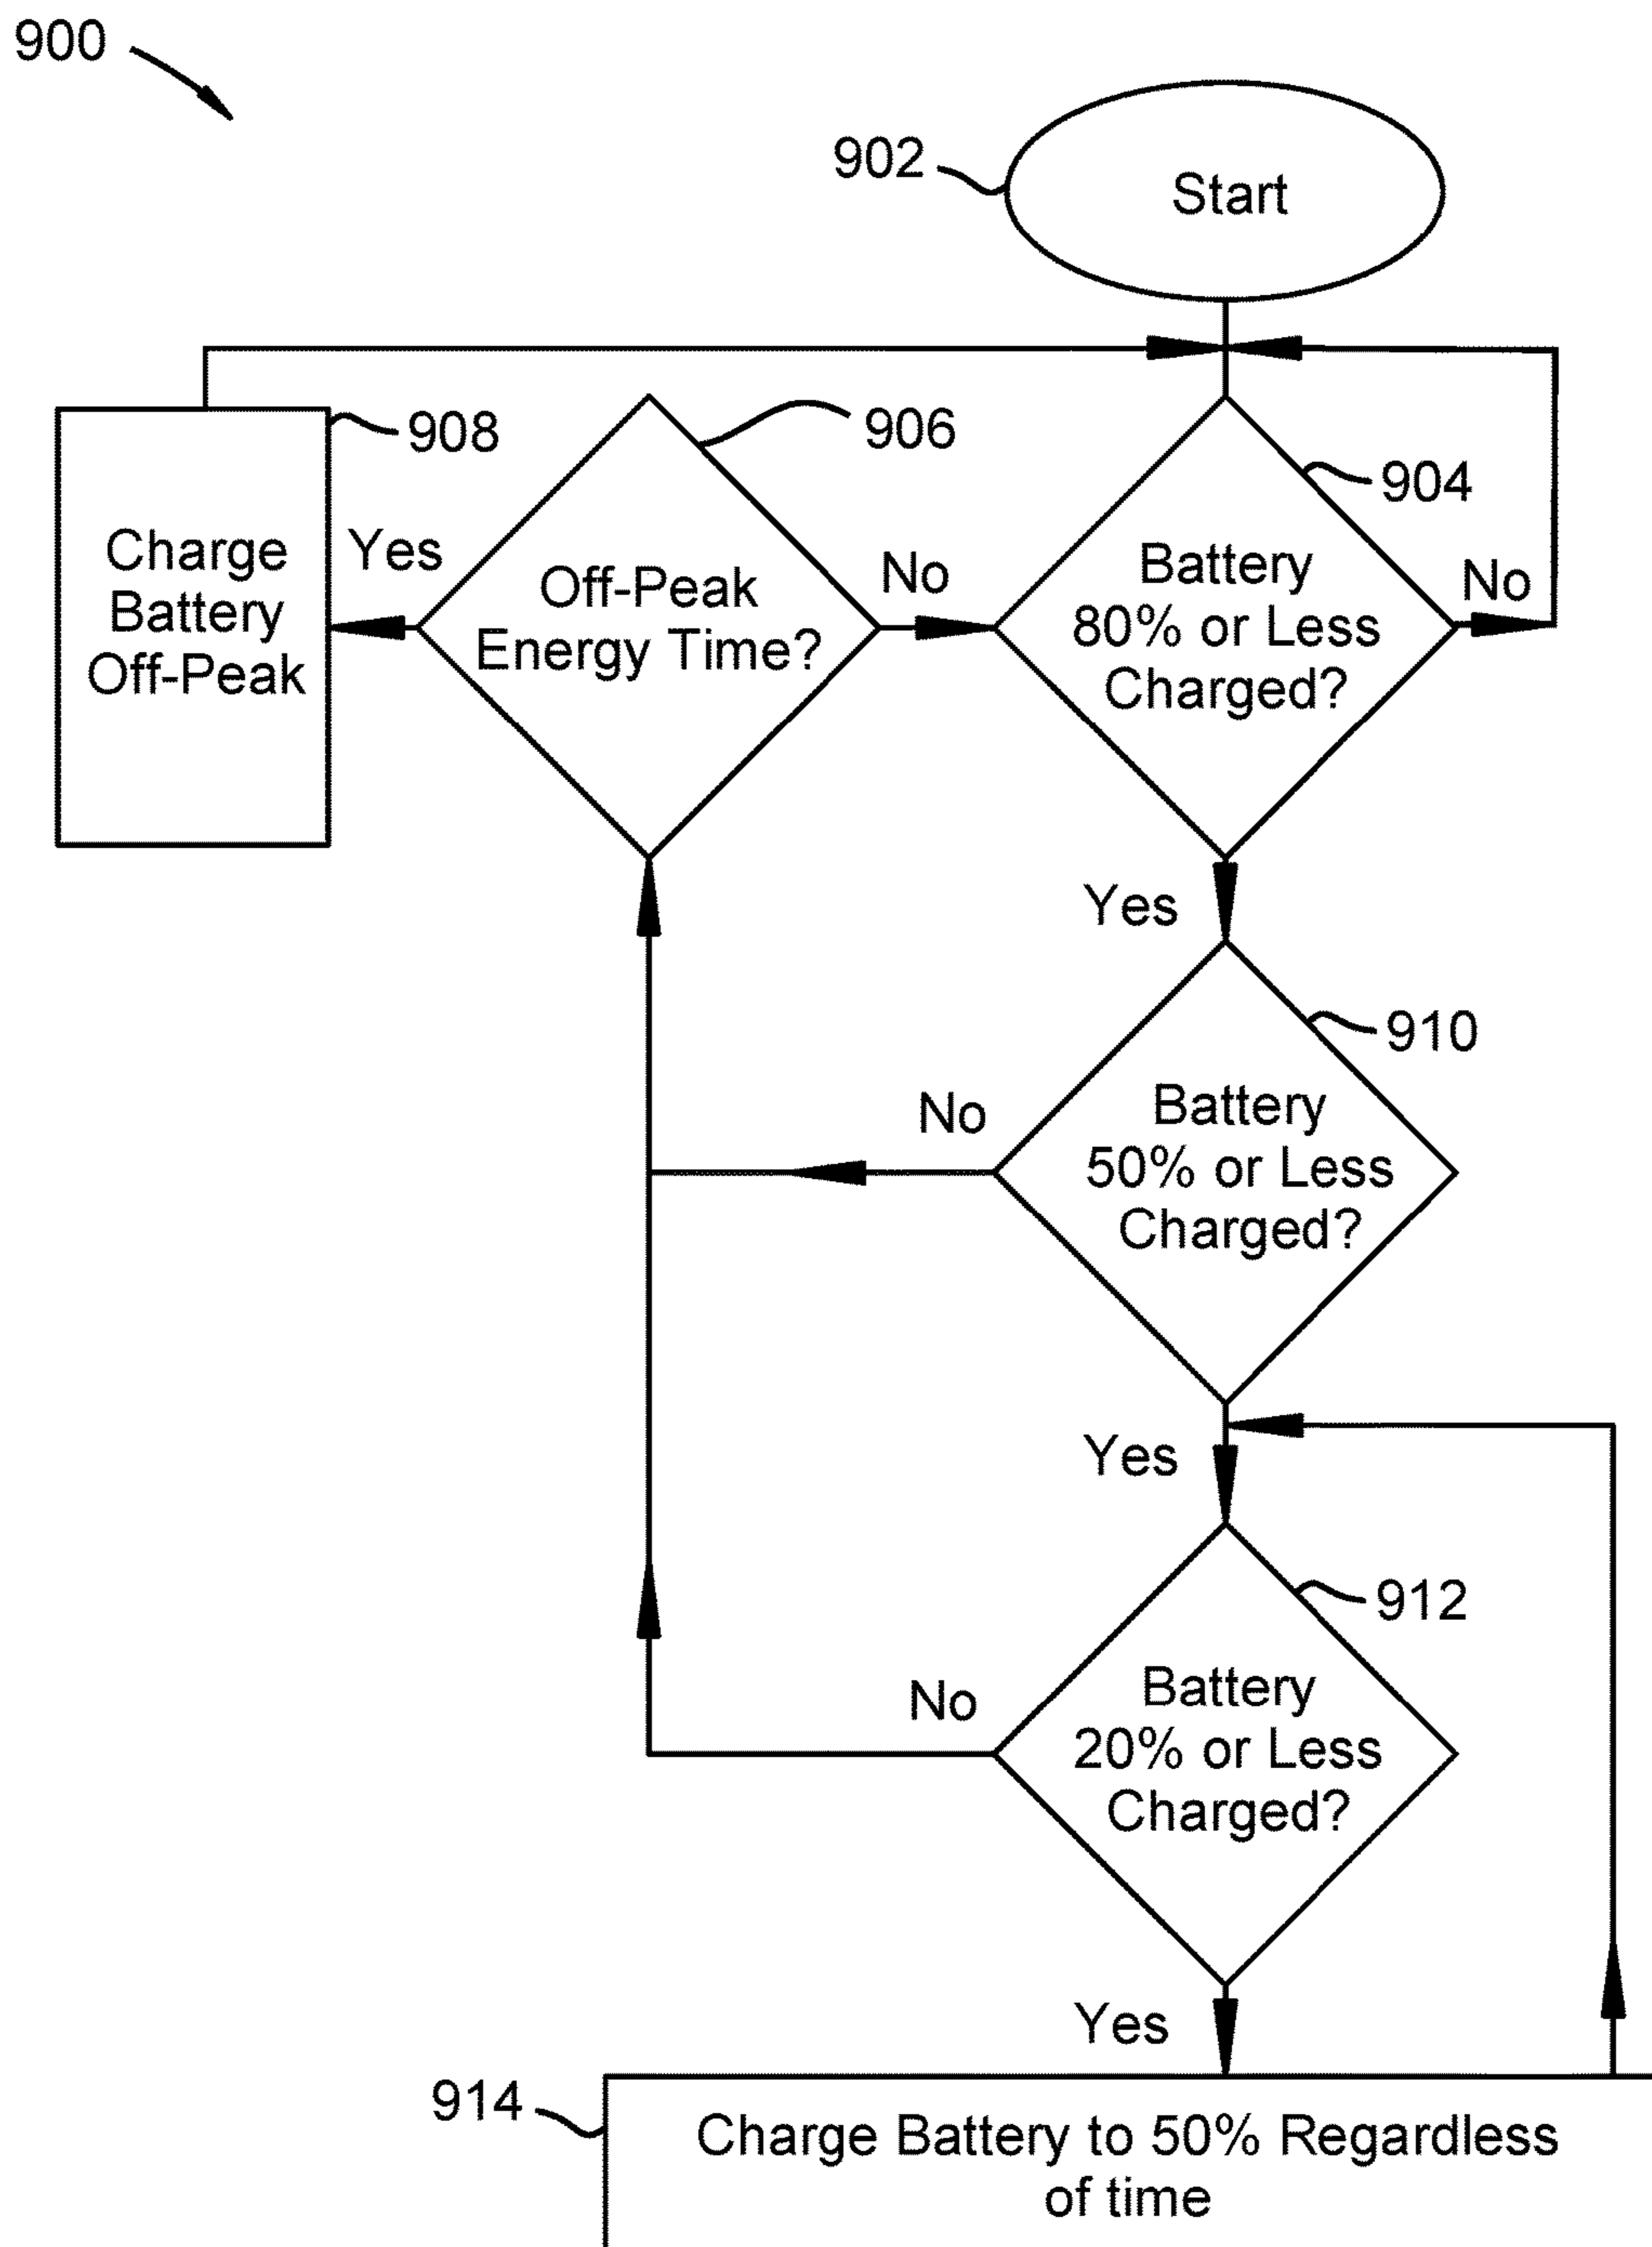 900
902
Start
908
906
904
Charge
Battery
Off-Peak
Yes
Off-Peak
Energy Time?
No
Battery
80% or Less
Charged?
No
Yes
910
No
Battery
50% or Less
Charged?
Yes
912
No
Battery
20% or Less
Charged?
Yes
914
Charge Battery to 50% Regardless
of time